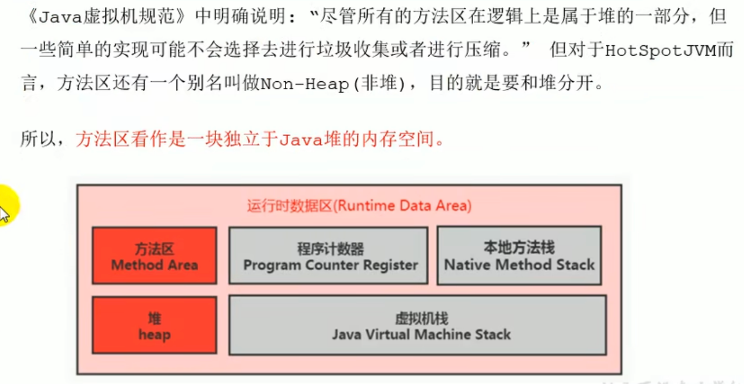 《Java虚拟机规范》中明确说明：“尽管所有的方法区在逻辑上是属于堆的一部分，但
一些简单的实现可能不会选择去进行垃圾收集或者进行压缩。” 但对于HotSpotJVM而
言，方法区还有一个别名叫做Non-Heap(非堆)，目的就是要和堆分开。
所以，方法区看作是一块独立于Java堆的内存空间。
运行时数据区(Runtime Data Area)
方法区
Method Area
程序计数器
Program Counter Register
本地方法栈
Native Method Stack
堆
heap
虚拟机栈
Java Virtual Machine Stack